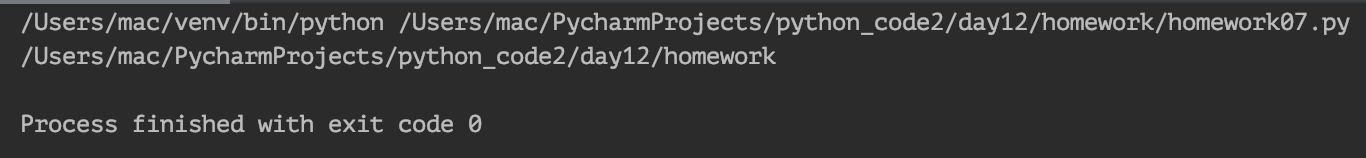 /Users/mac/venv/bin/python /Users/mac/PycharmProjects/python_code2/day12/homework/homework07.py
/Users/mac/PycharmProjects/python_code2/day12/homework
Process finished with exit code 0